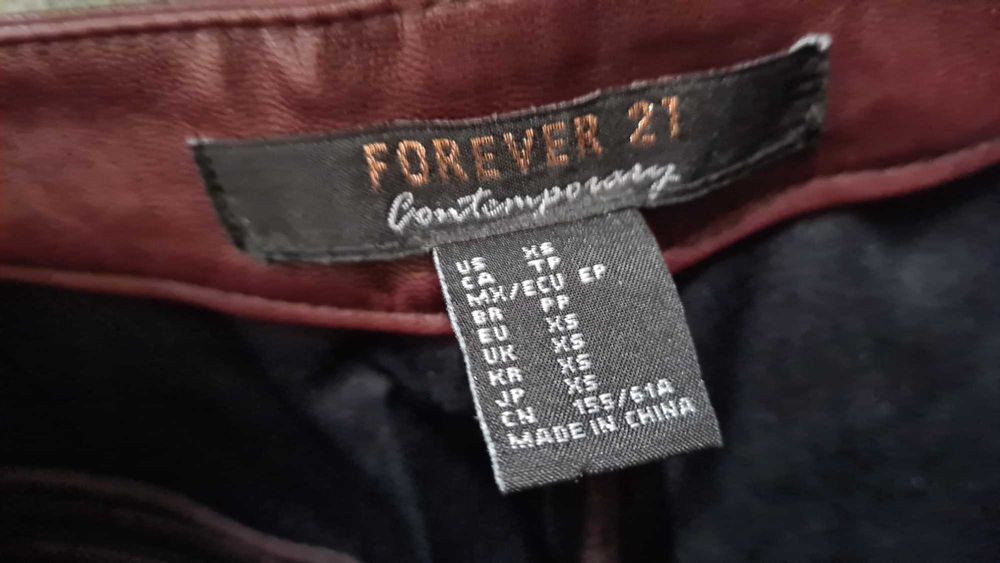 FOREVER 21
Contemporary
US XS
CA TP
MX/ECU EP
BR PP
EU XS
UK XS
KR XS
JP XS
CN 155/61A
MADE IN CHINA